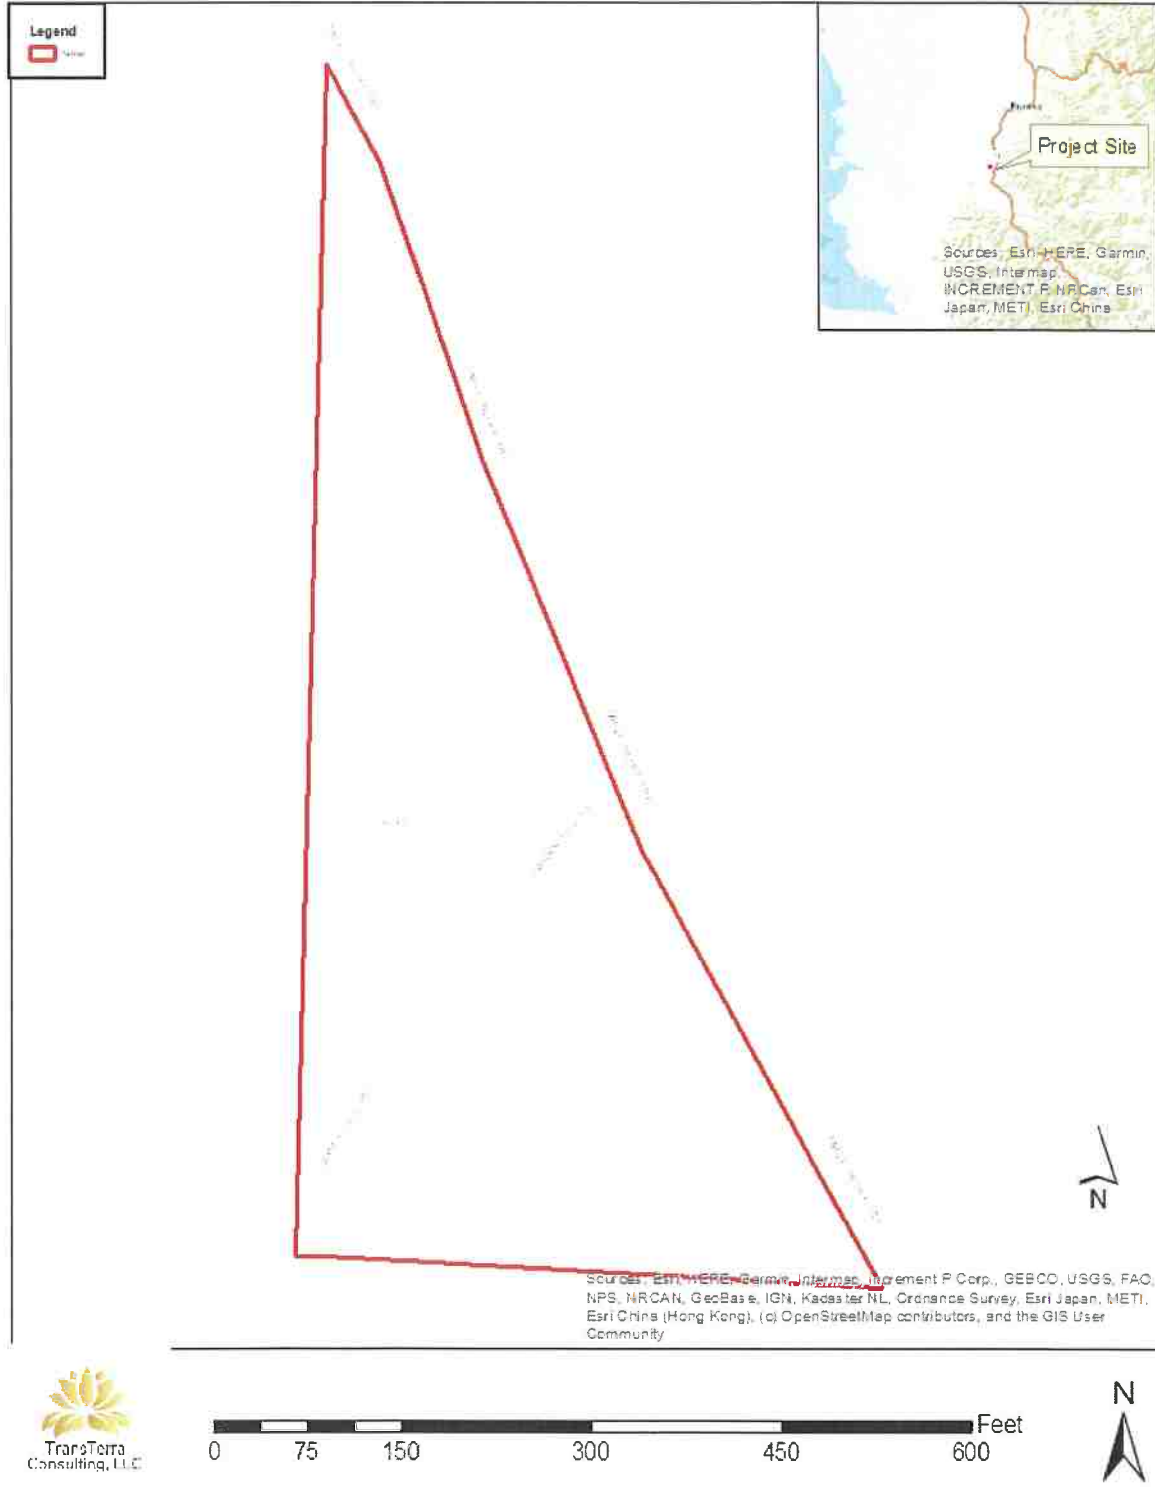 Legend
Project Site
Sources: Esri, HERE, Garmin,
USGS, Intermap,
INCREMENT P, NRCan, Esri
Japan, METI, Esri China
N
Sources: Esri, HERE, Garmin, Intermap, increment P Corp., GEBCO, USGS, FAO,
NPS, NRCAN, GeoBase, IGN, Kadaster NL, Ordnance Survey, Esri Japan, METI,
Esri China (Hong Kong), (c) OpenStreetMap contributors, and the GIS User
Community
TransTerra
Consulting, LLC
Feet
0 75 150 300 450 600
N